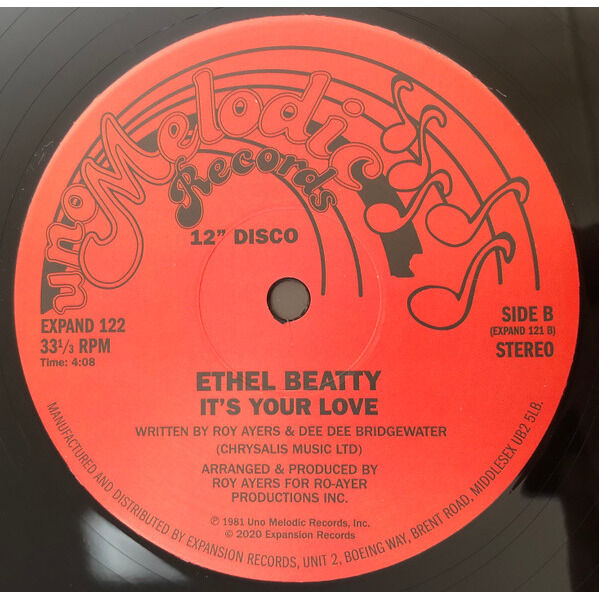 uno Melodic
Records
12” DISCO
EXPAND 122
33⅓ RPM
Time: 4:08
SIDE B
(EXPAND 121 B)
STEREO
ETHEL BEATTY
IT'S YOUR LOVE
WRITTEN BY ROY AYERS & DEE DEE BRIDGEWATER
(CHRYSALIS MUSIC LTD)
ARRANGED & PRODUCED BY
ROY AYERS FOR RO-AYER
PRODUCTIONS INC.
℗ 1981 Uno Melodic Records, Inc.
© 2020 Expansion Records
MANUFACTURED AND DISTRIBUTED BY EXPANSION RECORDS, UNIT 2, BOEING WAY, BRENT ROAD, MIDDLESEX UB2 5LB.